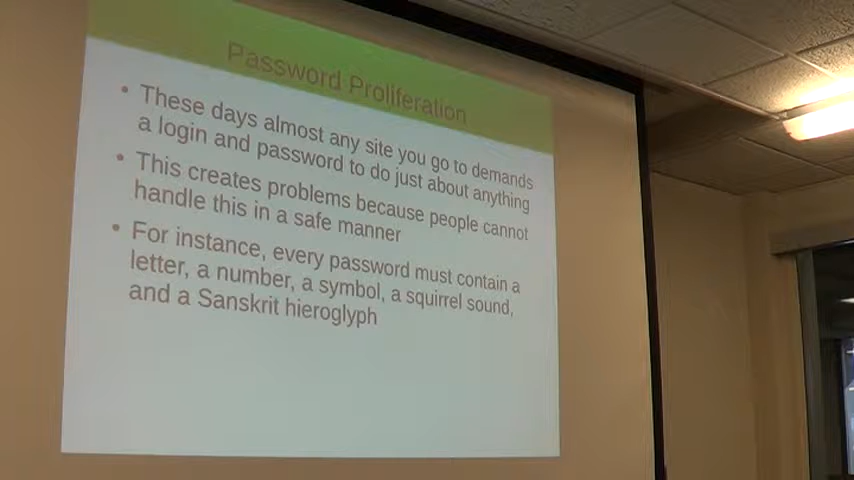 Password Proliferation
• These days almost any site you go to demands
a login and password to do just about anything
• This creates problems because people cannot
handle this in a safe manner
• For instance, every password must contain a
letter, a number, a symbol, a squirrel sound,
and a Sanskrit hieroglyph